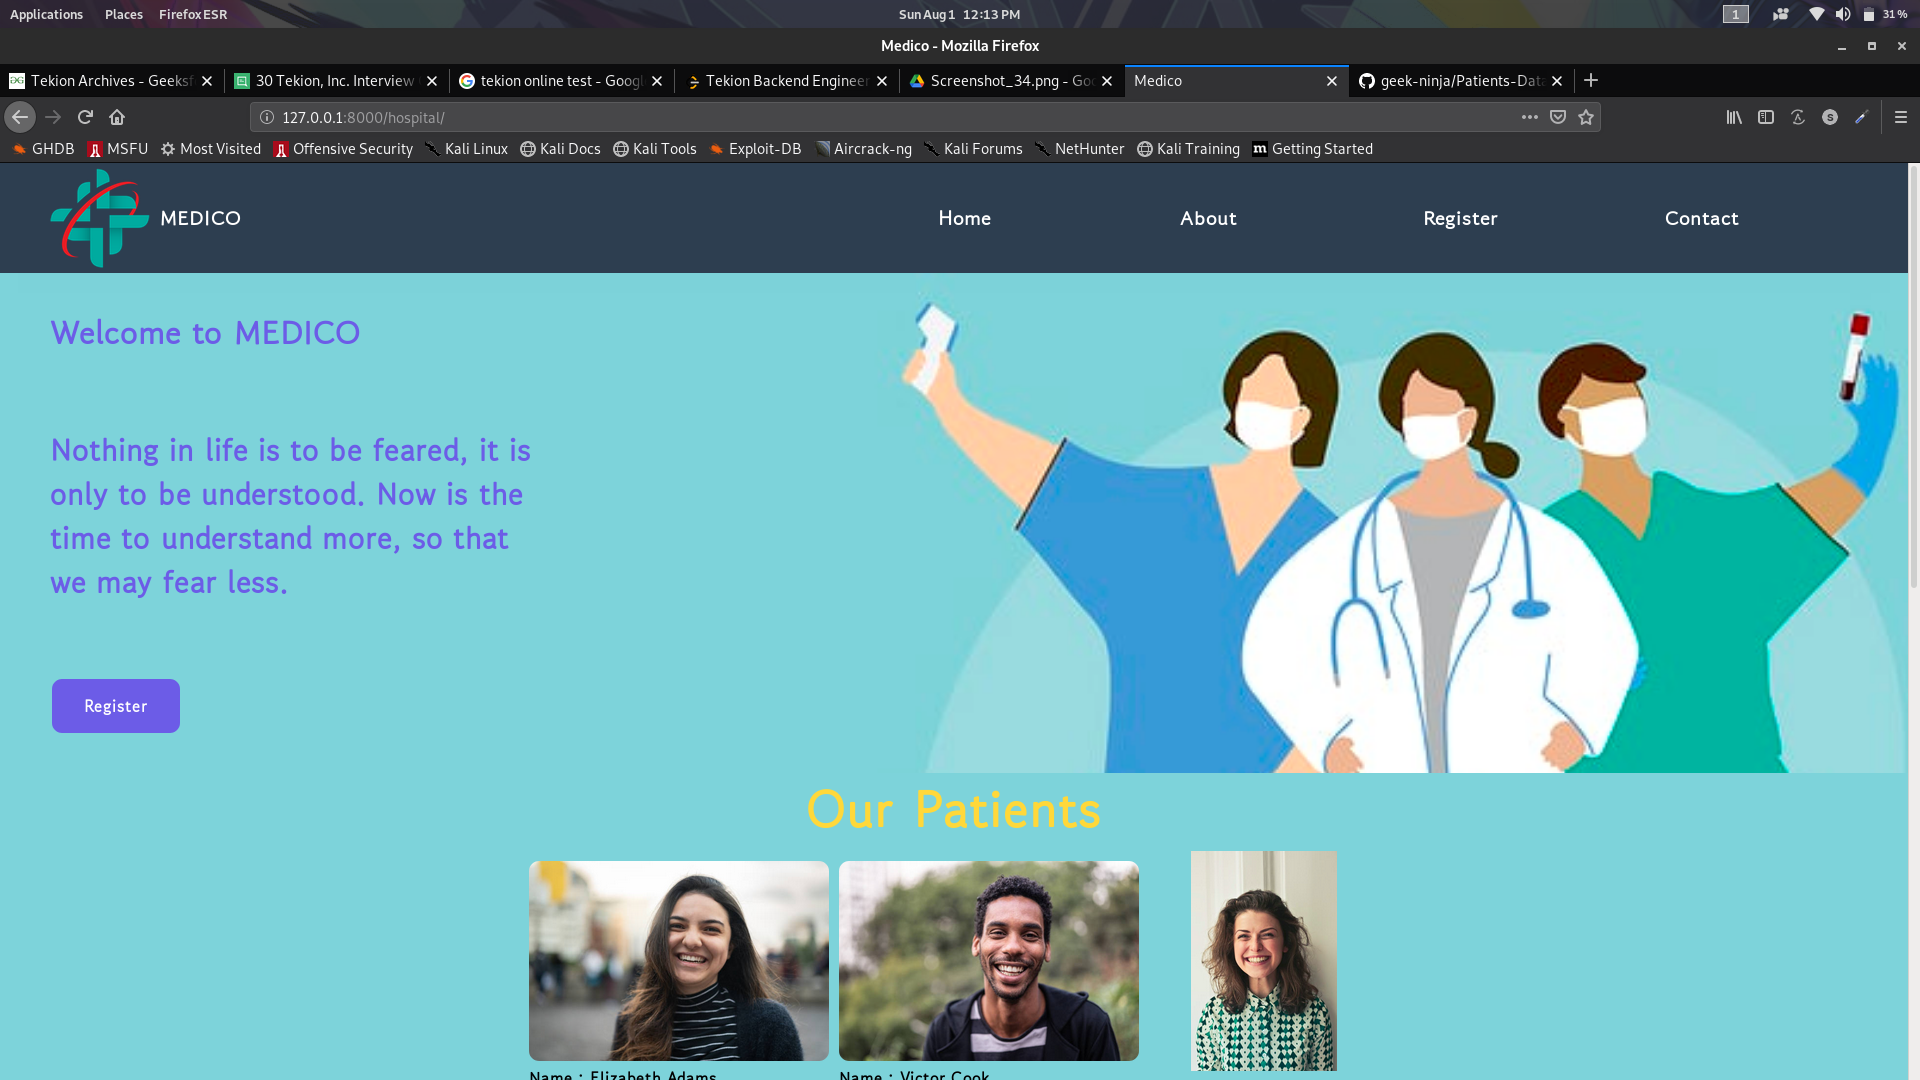 Applications Places Firefox ESR Sun Aug 1 12:13 PM 1 31 %
Medico - Mozilla Firefox
Tekion Archives - Geeksf 30 Tekion, Inc. Interview tekion online test - Googl Tekion Backend Engineer Screenshot_34.png - Goo Medico geek-ninja/Patients-Data
127.0.0.1:8000/hospital/
GHDB MSFU Most Visited Offensive Security Kali Linux Kali Docs Kali Tools Exploit-DB Aircrack-ng Kali Forums NetHunter Kali Training Getting Started
MEDICO Home About Register Contact
Welcome to MEDICO
Nothing in life is to be feared, it is
only to be understood. Now is the
time to understand more, so that
we may fear less.
Register
Our Patients
Name : Elizabeth Adams Name : Victor Cook